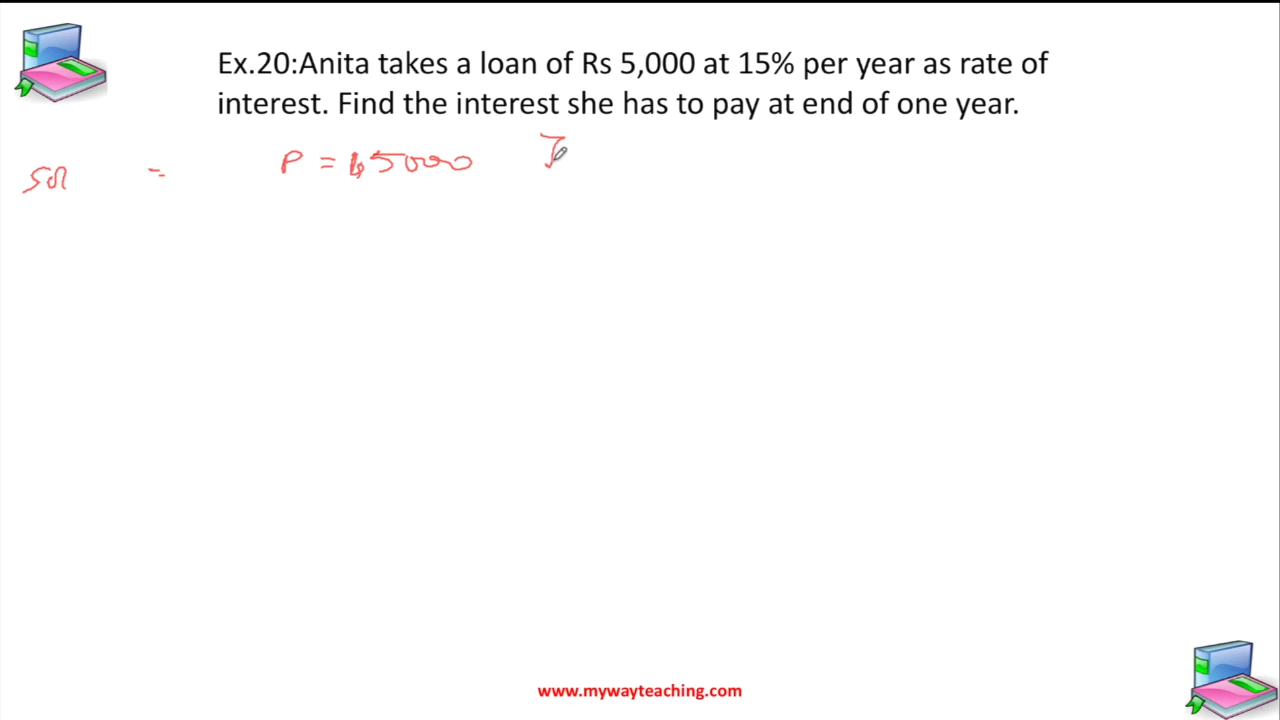 Ex.20:Anita takes a loan of Rs 5,000 at 15% per year as rate of
interest. Find the interest she has to pay at end of one year.
Sol = P = 5000
www.mywayteaching.com